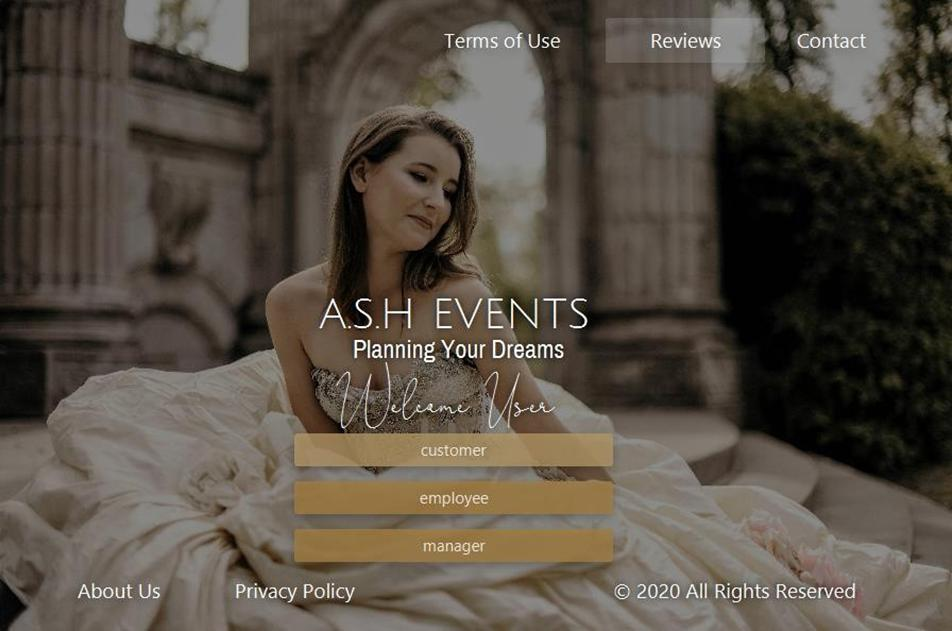 Terms of Use
Reviews
Contact
A.S.H EVENTS
Planning Your Dreams
Welcome User
customer
employee
manager
About Us
Privacy Policy
© 2020 All Rights Reserved